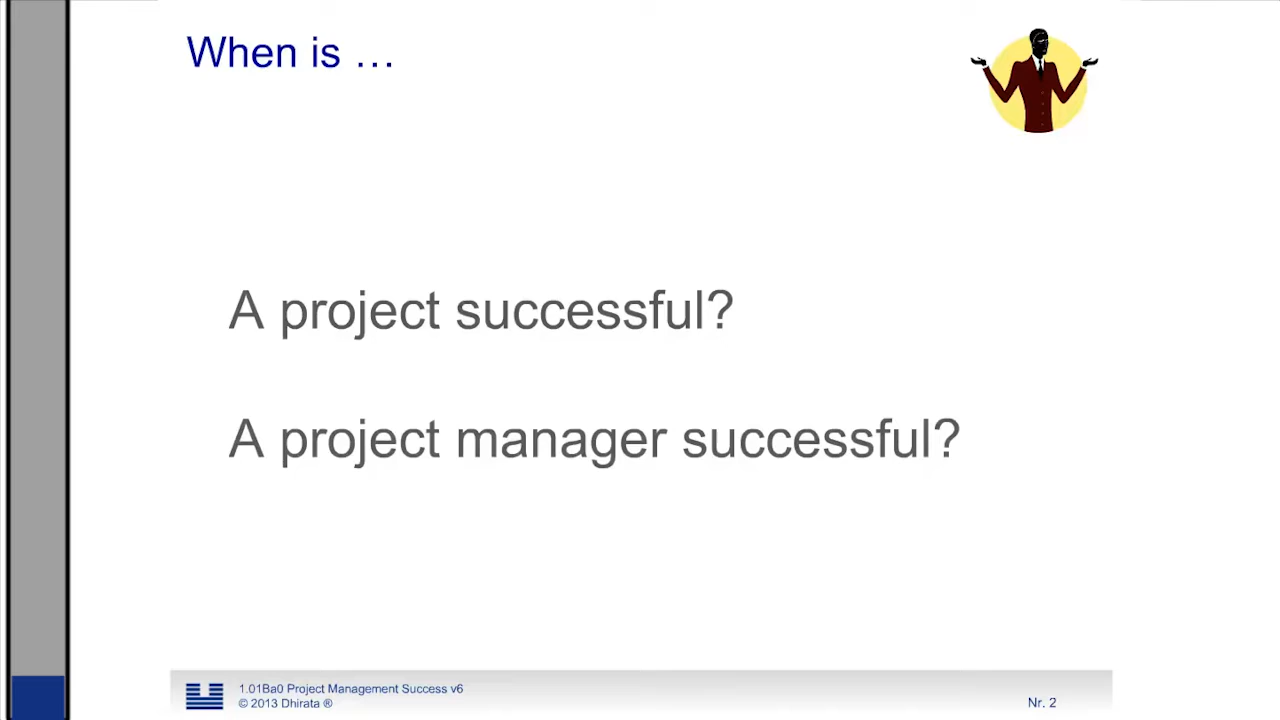 When is …
A project successful?
A project manager successful?
1.01Ba0 Project Management Success v6
© 2013 Dhirata ®
Nr. 2